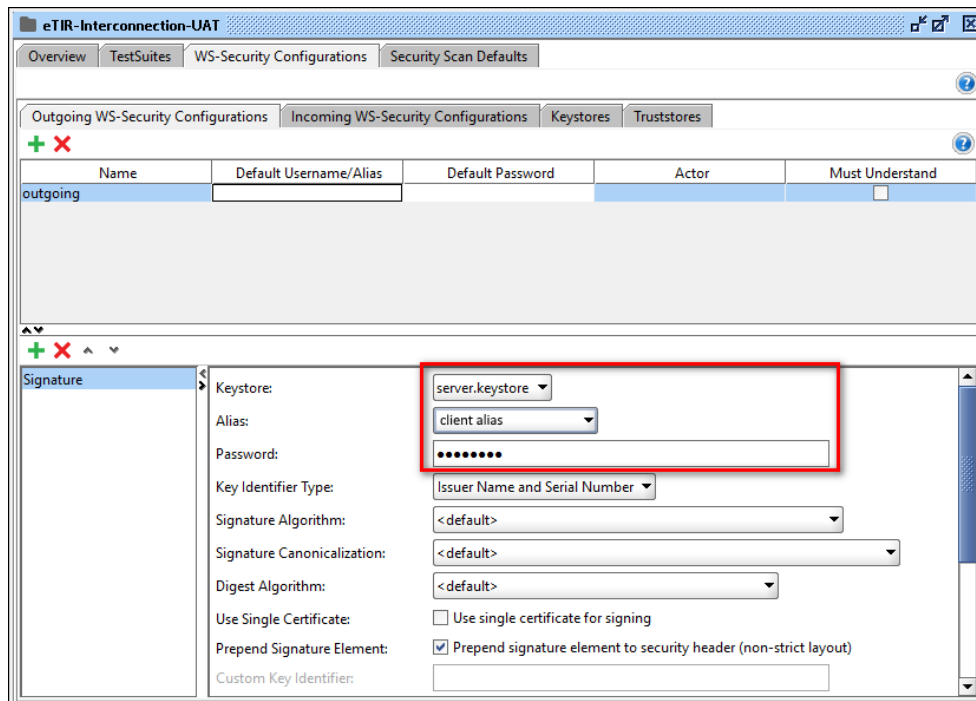 eTIR-Interconnection-UAT
Overview TestSuites WS-Security Configurations Security Scan Defaults
Outgoing WS-Security Configurations Incoming WS-Security Configurations Keystores Truststores
Name Default Username/Alias Default Password Actor Must Understand
outgoing
Signature
Keystore: server.keystore
Alias: client alias
Password: ••••••••
Key Identifier Type: Issuer Name and Serial Number
Signature Algorithm: <default>
Signature Canonicalization: <default>
Digest Algorithm: <default>
Use Single Certificate: Use single certificate for signing
Prepend Signature Element: Prepend signature element to security header (non-strict layout)
Custom Key Identifier: